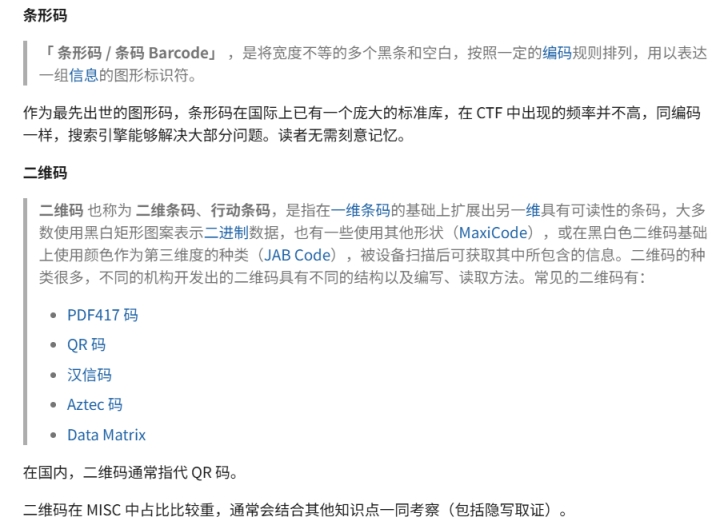 条形码
「 条形码 / 条码 Barcode」 ，是将宽度不等的多个黑条和空白，按照一定的编码规则排列，用以表达
一组信息的图形标识符。
作为最先出世的图形码，条形码在国际上已有一个庞大的标准库，在 CTF 中出现的频率并不高，同编码
一样，搜索引擎能够解决大部分问题。读者无需刻意记忆。
二维码
二维码 也称为 二维条码、行动条码，是指在一维条码的基础上扩展出另一维具有可读性的条码，大多
数使用黑白矩形图案表示二进制数据，也有一些使用其他形状（MaxiCode），或在黑白色二维码基础
上使用颜色作为第三维度的种类（JAB Code），被设备扫描后可获取其中所包含的信息。二维码的种
类很多，不同的机构开发出的二维码具有不同的结构以及编写、读取方法。常见的二维码有：
• PDF417 码
• QR 码
• 汉信码
• Aztec 码
• Data Matrix
在国内，二维码通常指代 QR 码。
二维码在 MISC 中占比比较重，通常会结合其他知识点一同考察（包括隐写取证）。